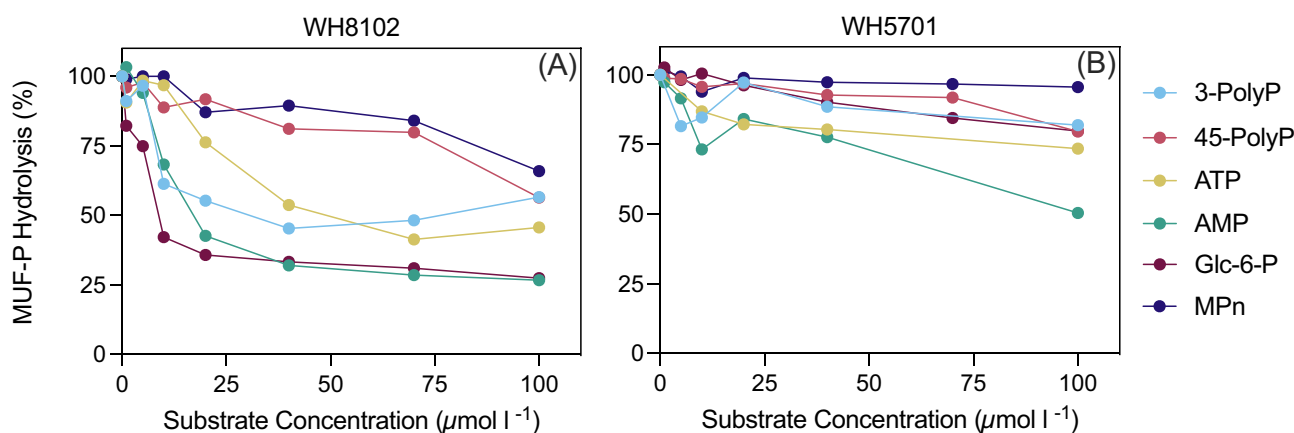 WH8102
WH5701
MUF-P Hydrolysis (%)
(A)
100
75
50
25
0
0 25 50 75 100
Substrate Concentration (µmol l -1)
(B)
100
75
50
25
0
0 25 50 75 100
Substrate Concentration (µmol l -1)
3-PolyP
45-PolyP
ATP
AMP
Glc-6-P
MPn